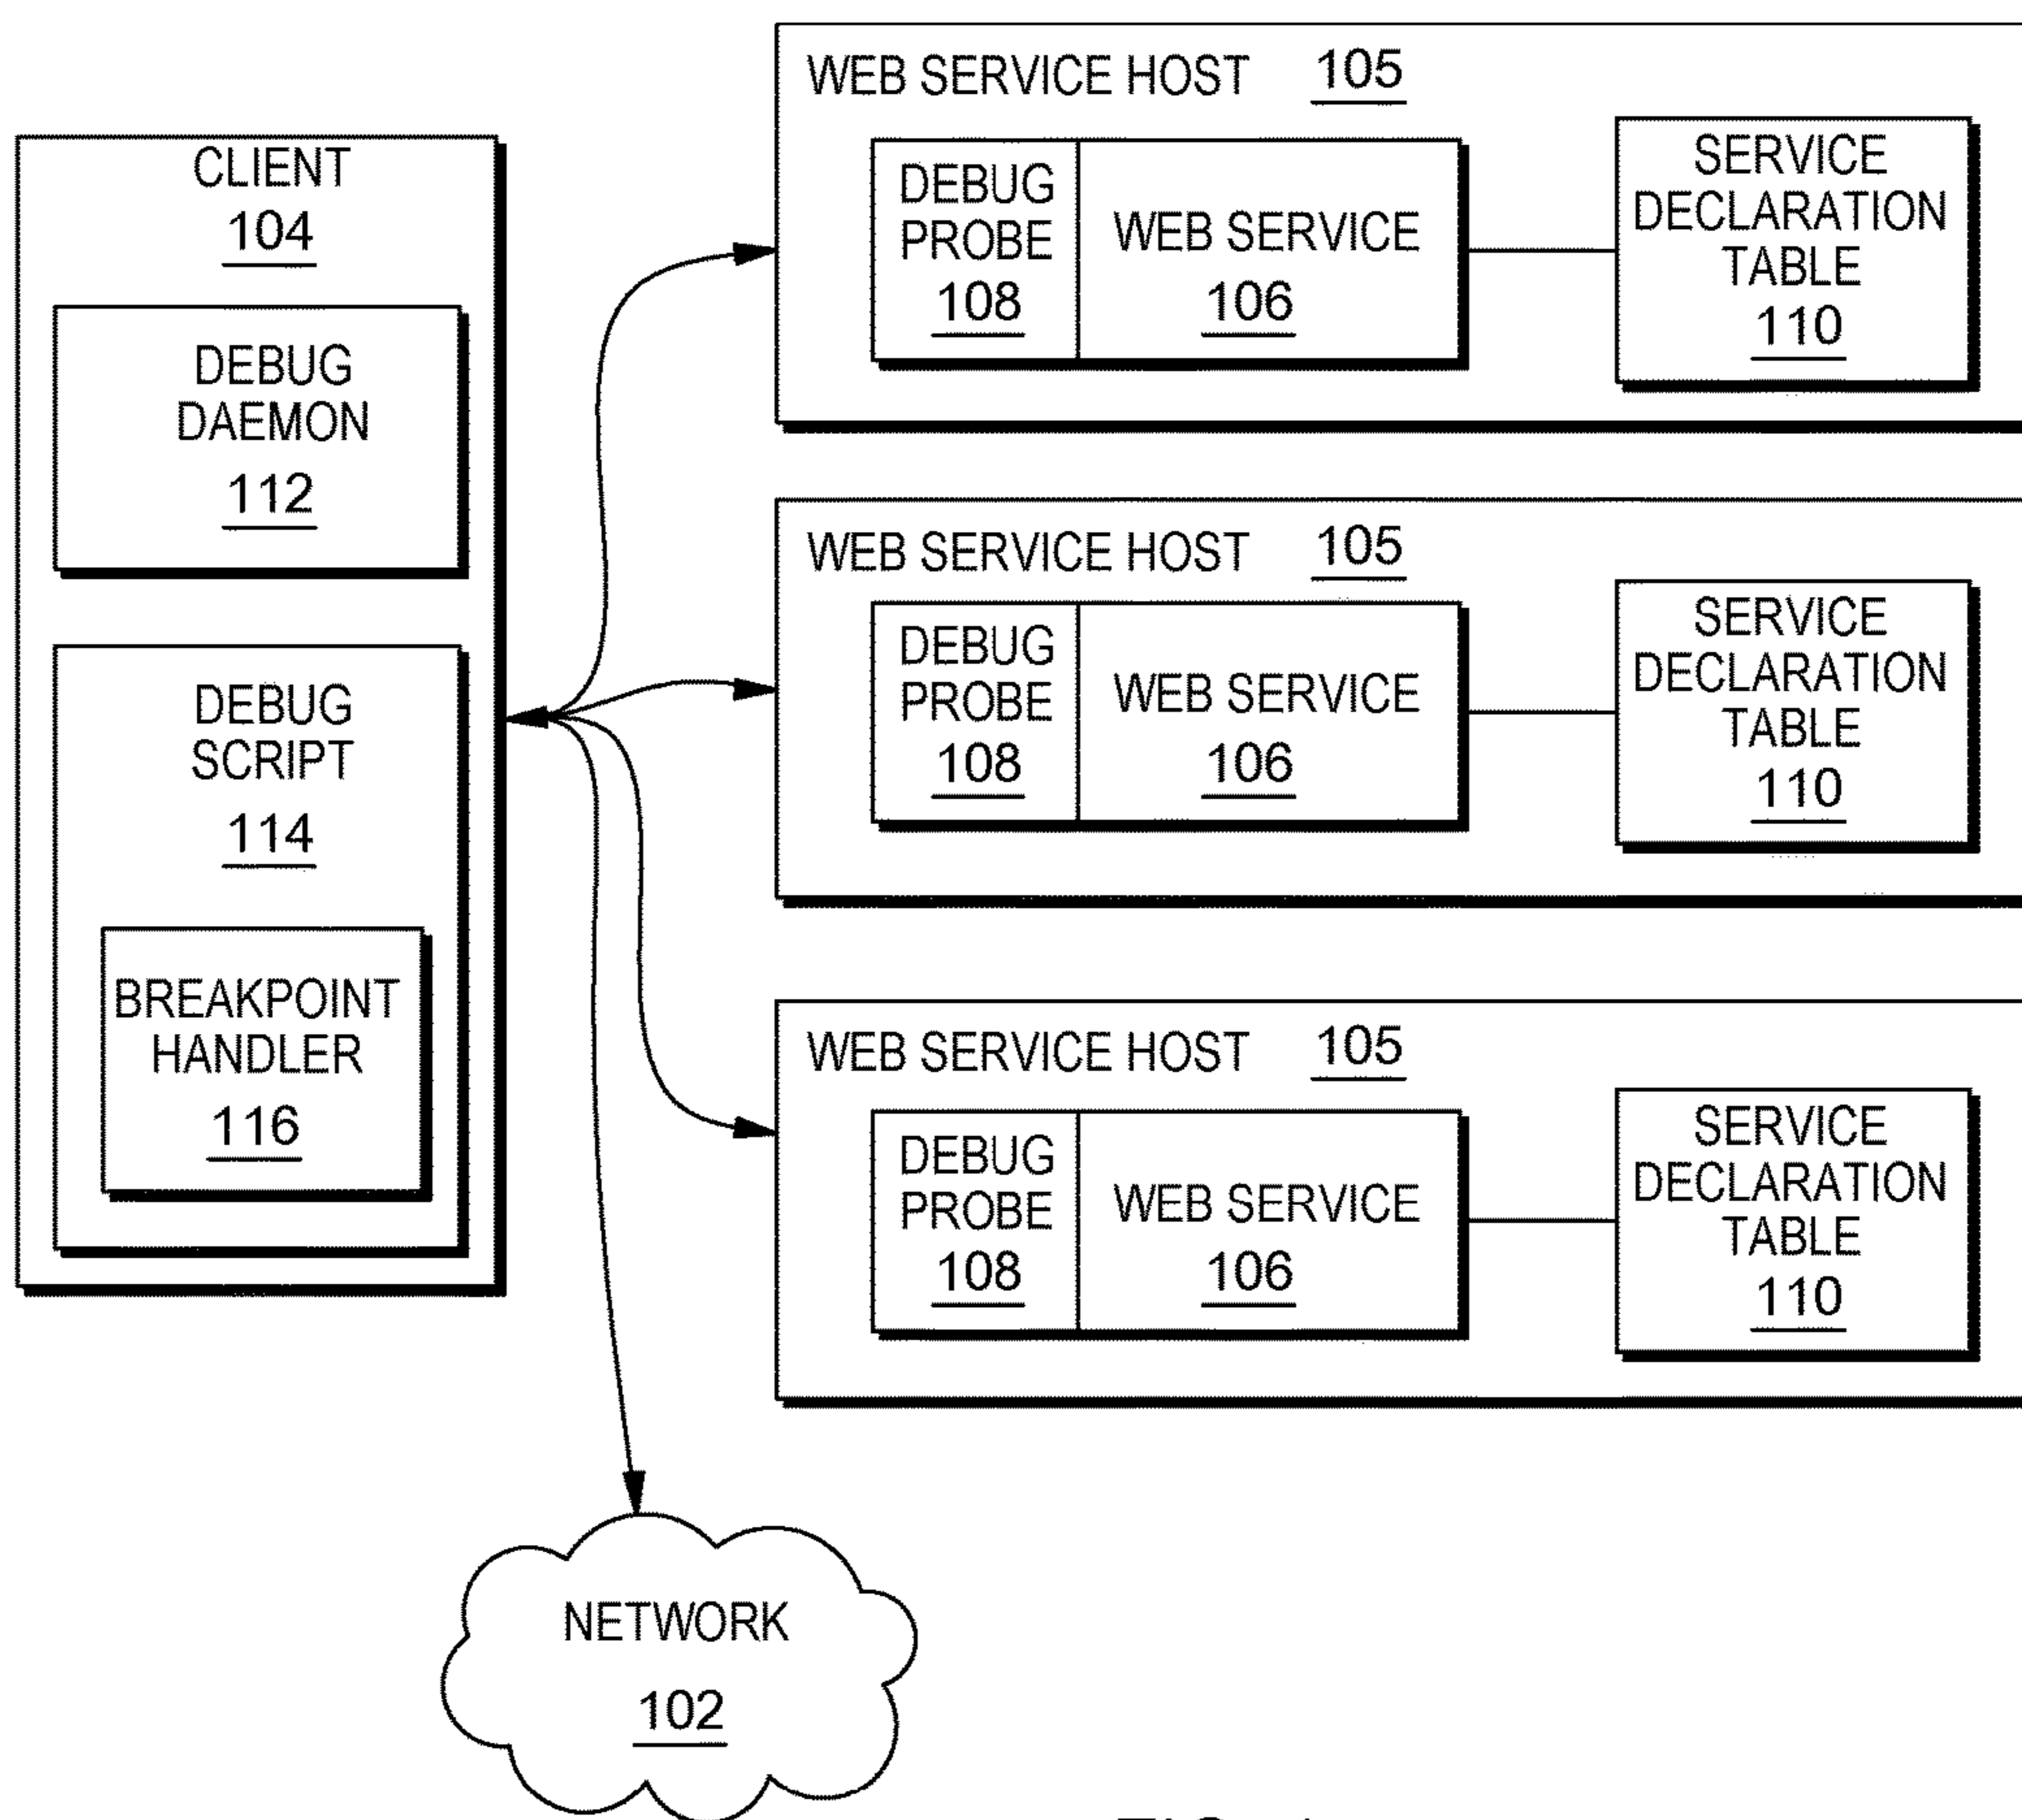 CLIENT
104
DEBUG
DAEMON
112
DEBUG
SCRIPT
114
BREAKPOINT
HANDLER
116
WEB SERVICE HOST 105
DEBUG
PROBE
108
WEB SERVICE
106
SERVICE
DECLARATION
TABLE
110
WEB SERVICE HOST 105
DEBUG
PROBE
108
WEB SERVICE
106
SERVICE
DECLARATION
TABLE
110
WEB SERVICE HOST 105
DEBUG
PROBE
108
WEB SERVICE
106
SERVICE
DECLARATION
TABLE
110
NETWORK
102